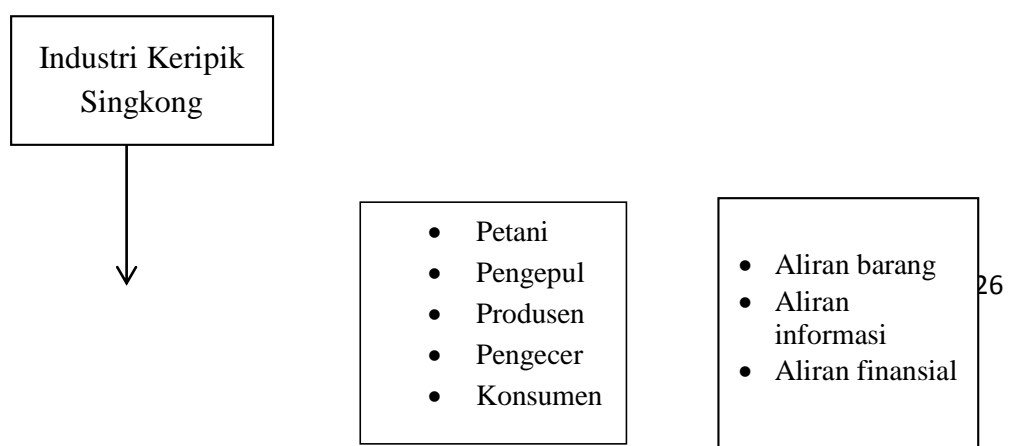 Industri Keripik
Singkong
• Petani
• Pengepul
• Produsen
• Pengecer
• Konsumen
• Aliran barang
• Aliran
informasi
• Aliran finansial
26